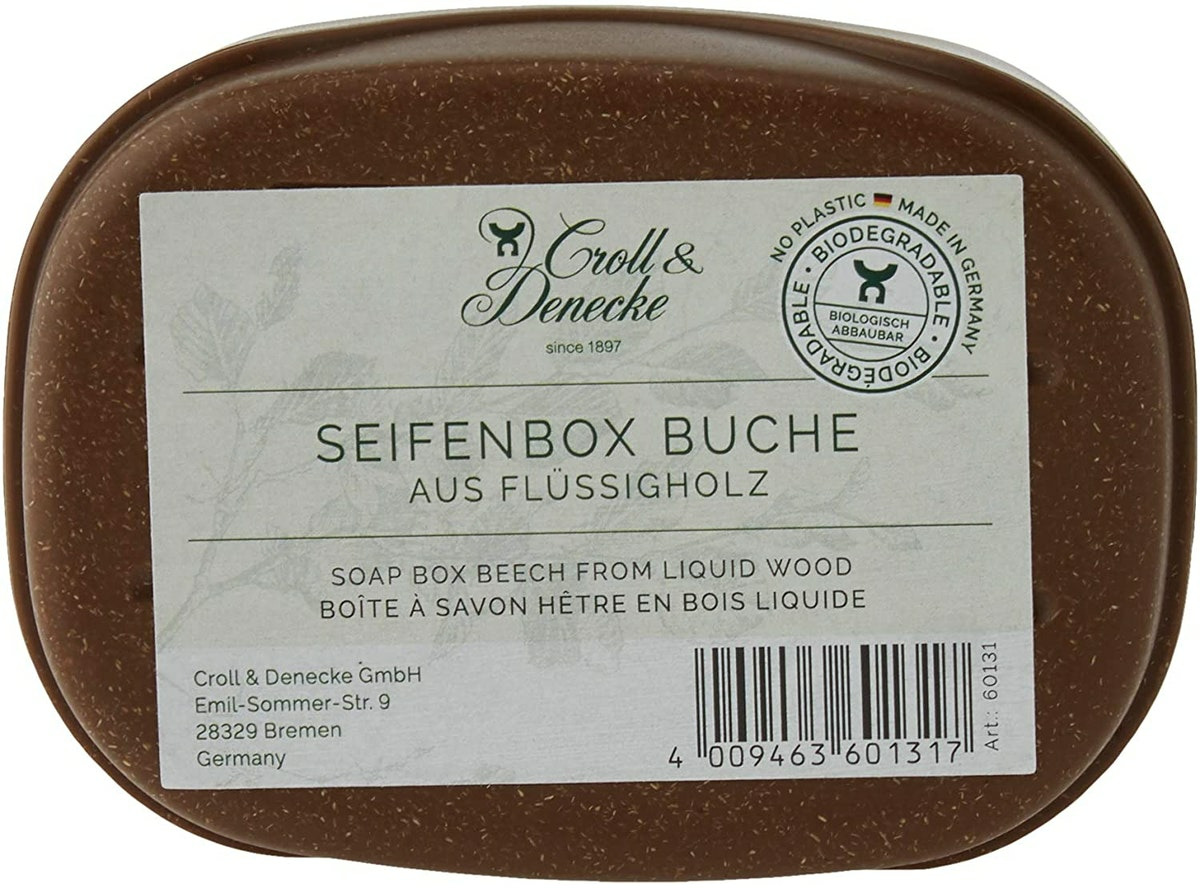 Croll &
Denecke
since 1897
NO PLASTIC MADE IN GERMANY
BIODEGRADABLE • BIODÉGRADABLE •
BIOLOGISCH
ABBAUBAR
SEIFENBOX BUCHE
AUS FLÜSSIGHOLZ
SOAP BOX BEECH FROM LIQUID WOOD
BOÎTE À SAVON HÊTRE EN BOIS LIQUIDE
Croll & Denecke GmbH
Emil-Sommer-Str. 9
28329 Bremen
Germany
4 009463 601317
Art.: 60131